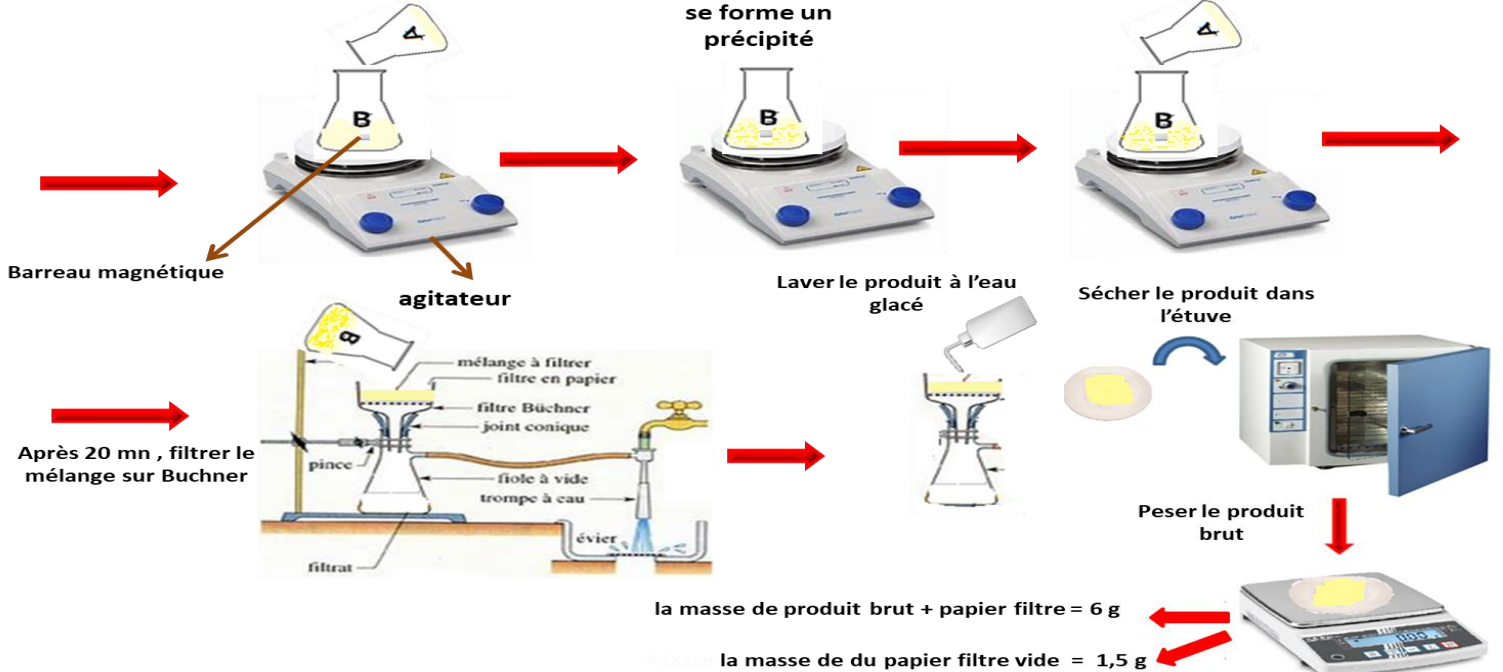 se forme un
précipité
A
B
B
A
B
Barreau magnétique
agitateur
Laver le produit à l’eau
glacé
Sécher le produit dans
l’étuve
B
mélange à filtrer
filtre en papier
filtre Büchner
joint conique
pince
fiole à vide
trompe à eau
évier
filtrat
Après 20 mn , filtrer le
mélange sur Buchner
Peser le produit
brut
la masse de produit brut + papier filtre = 6 g
la masse de du papier filtre vide = 1,5 g